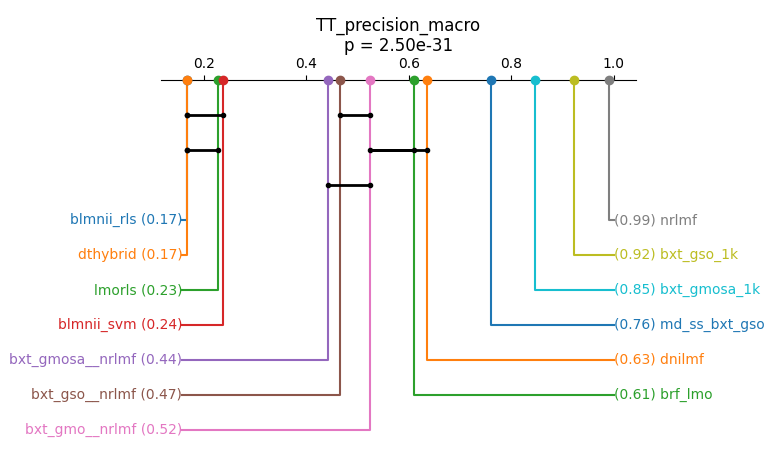 TT_precision_macro
p = 2.50e-31
0.2 0.4 0.6 0.8 1.0
blmnii_rls (0.17)
(0.99) nrlmf
dthybrid (0.17)
(0.92) bxt_gso_1k
lmorls (0.23)
(0.85) bxt_gmosa_1k
blmnii_svm (0.24)
(0.76) md_ss_bxt_gso
bxt_gmosa__nrlmf (0.44)
(0.63) dnilmf
bxt_gso__nrlmf (0.47)
(0.61) brf_lmo
bxt_gmo__nrlmf (0.52)